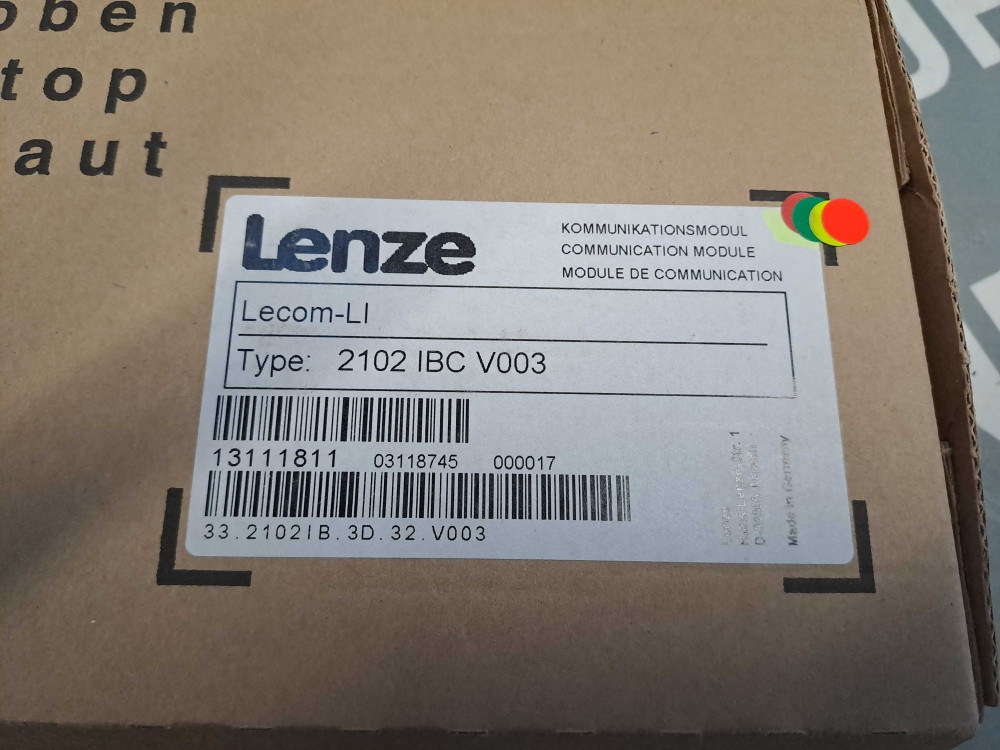 oben
top
aut
Lenze
KOMMUNIKATIONSMODUL
COMMUNICATION MODULE
MODULE DE COMMUNICATION
Lecom-LI
Type: 2102 IBC V003
13111811 03118745 000017
33.2102IB.3D.32.V003
Made in Germany